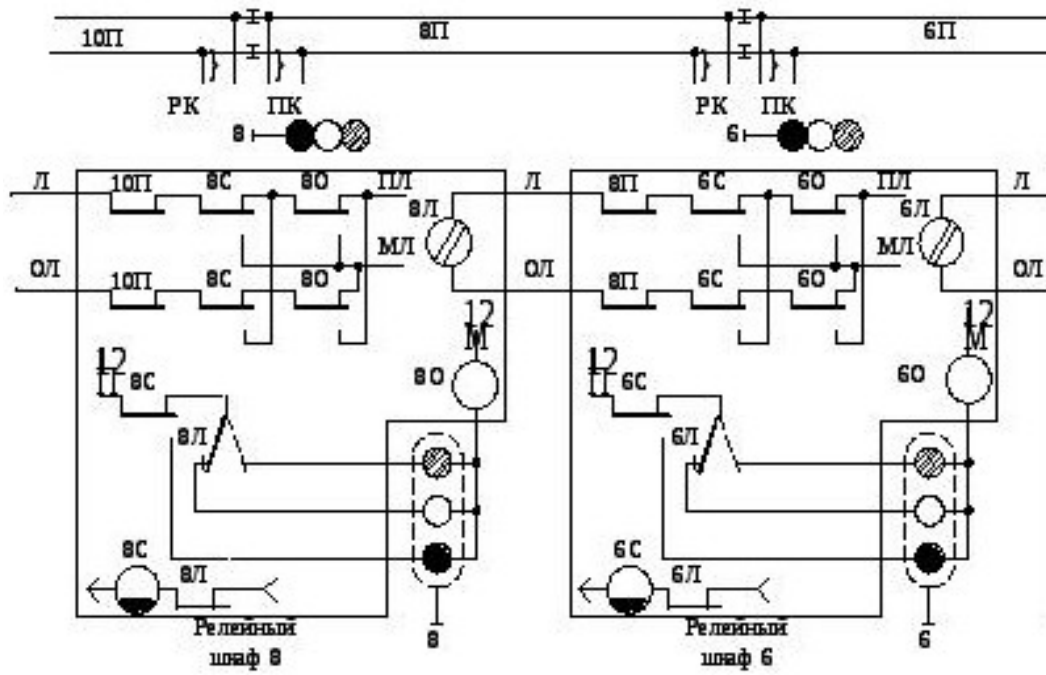 10П 8П 6П
РК ПК РК ПК
8 6
Л 10П 8С 8О ПЛ 8Л Л 8П 6С 6О ПЛ 6Л Л
МЛ МЛ
ОЛ 10П 8С 8О ОЛ 8П 6С 6О ОЛ
12 М 12 М
12 П 8С 8О 12 П 6С 6О
8Л 6Л
8С 8Л 6С 6Л
Релейный 8 Релейный 6
шкаф 8 шкаф 6